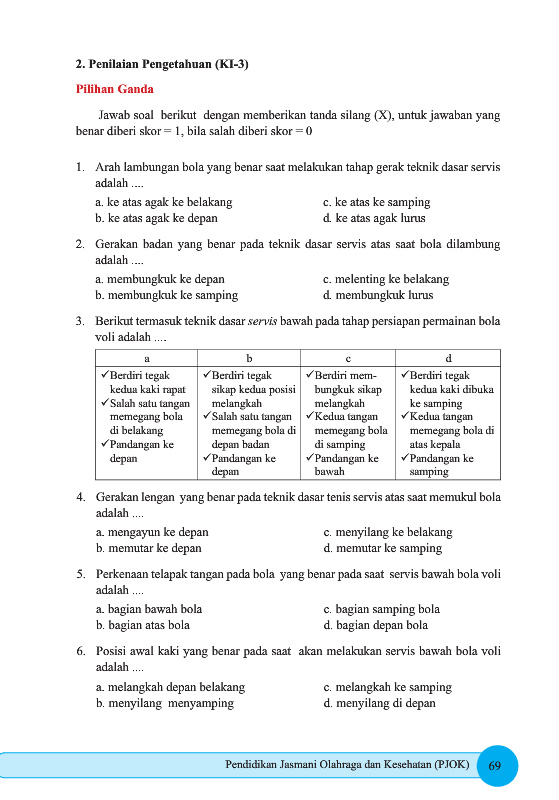 2. Penilaian Pengetahuan (KI-3)
Pilihan Ganda
Jawab soal berikut dengan memberikan tanda silang (X), untuk jawaban yang
benar diberi skor = 1, bila salah diberi skor = 0
1. Arah lambungan bola yang benar saat melakukan tahap gerak teknik dasar servis
adalah ....
a. ke atas agak ke belakang
c. ke atas ke samping
b. ke atas agak ke depan
d. ke atas agak lurus
2. Gerakan badan yang benar pada teknik dasar servis atas saat bola dilambung
adalah ....
a. membungkuk ke depan
c. melenting ke belakang
b. membungkuk ke samping
d. membungkuk lurus
3. Berikut termasuk teknik dasar servis bawah pada tahap persiapan permainan bola
voli adalah ....
a
✓Berdiri tegak
kedua kaki rapat
✓Salah satu tangan
memegang bola
di belakang
✓Pandangan ke
depan
b
✓Berdiri tegak
sikap kedua posisi
melangkah
✓Salah satu tangan
memegang bola di
depan badan
✓Pandangan ke
depan
c
✓Berdiri mem-
bungkuk sikap
melangkah
✓Kedua tangan
memegang bola
di samping
✓Pandangan ke
bawah
d
✓Berdiri tegak
kedua kaki dibuka
ke samping
✓Kedua tangan
memegang bola di
atas kepala
✓Pandangan ke
samping
4. Gerakan lengan yang benar pada teknik dasar tenis servis atas saat memukul bola
adalah ....
a. mengayun ke depan
c. menyilang ke belakang
b. memutar ke depan
d. memutar ke samping
5. Perkenaan telapak tangan pada bola yang benar pada saat servis bawah bola voli
adalah ....
a. bagian bawah bola
c. bagian samping bola
b. bagian atas bola
d. bagian depan bola
6. Posisi awal kaki yang benar pada saat akan melakukan servis bawah bola voli
adalah ....
a. melangkah depan belakang
c. melangkah ke samping
b. menyilang menyamping
d. menyilang di depan
Pendidikan Jasmani Olahraga dan Kesehatan (PJOK) 69